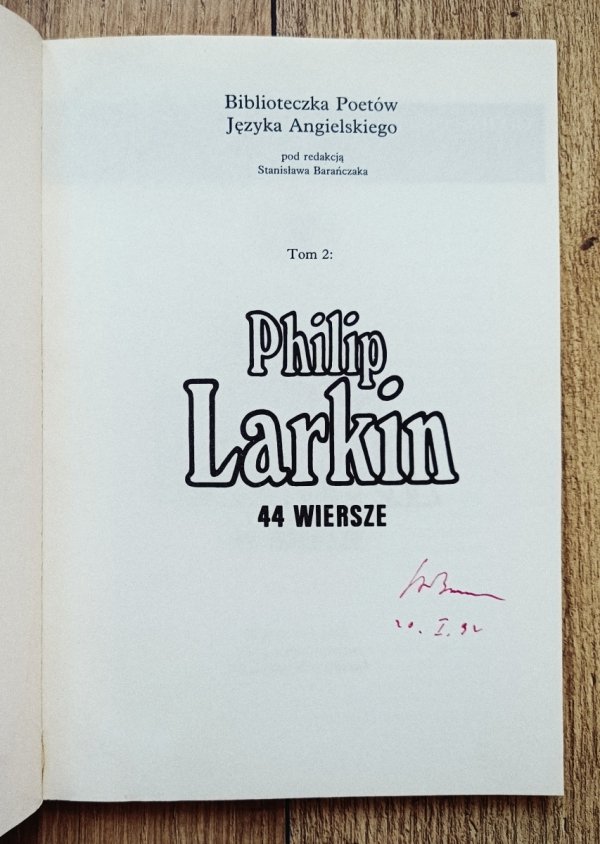 Biblioteczka Poetów
Języka Angielskiego
pod redakcją
Stanisława Barańczaka
Tom 2:
Philip
Larkin
44 WIERSZE
20. I. 92